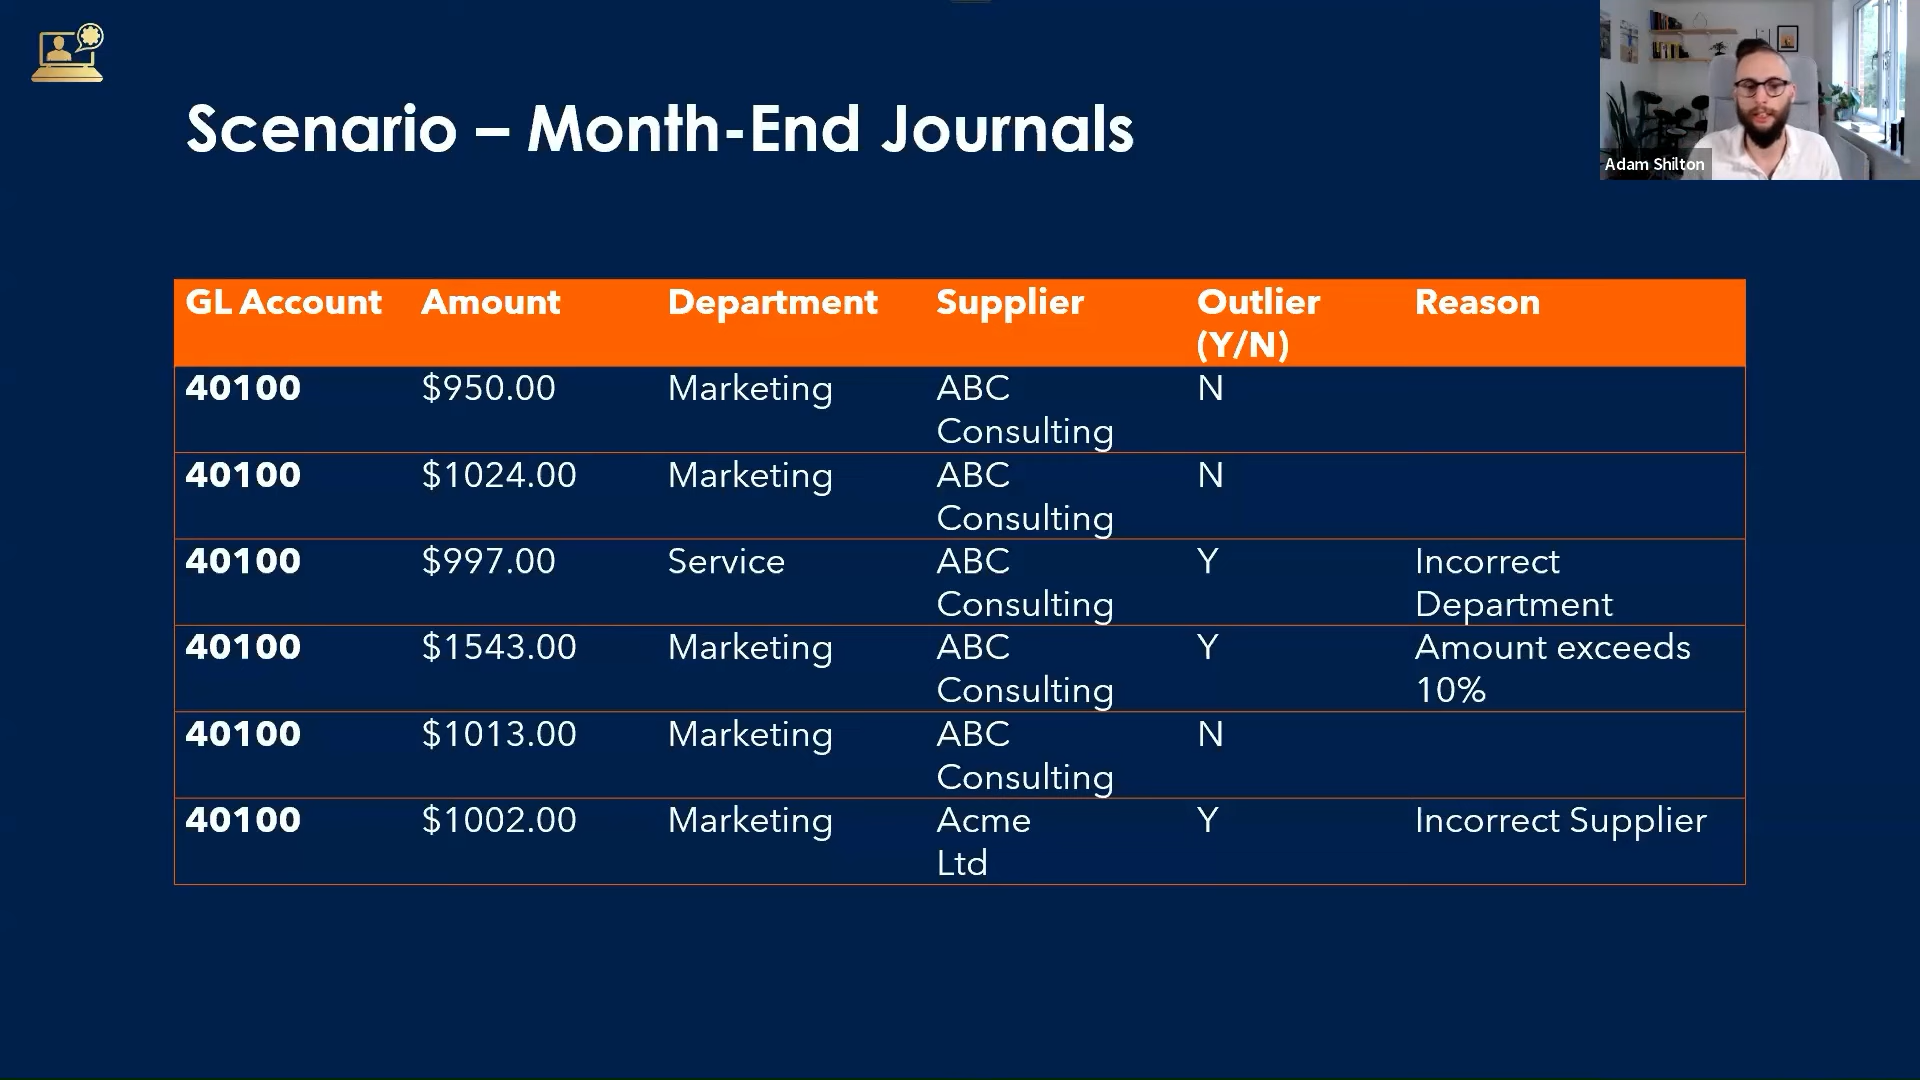 Scenario – Month-End Journals
Adam Shilton
GL Account Amount Department Supplier Outlier (Y/N) Reason
40100 $950.00 Marketing ABC Consulting N
40100 $1024.00 Marketing ABC Consulting N
40100 $997.00 Service ABC Consulting Y Incorrect Department
40100 $1543.00 Marketing ABC Consulting Y Amount exceeds 10%
40100 $1013.00 Marketing ABC Consulting N
40100 $1002.00 Marketing Acme Ltd Y Incorrect Supplier